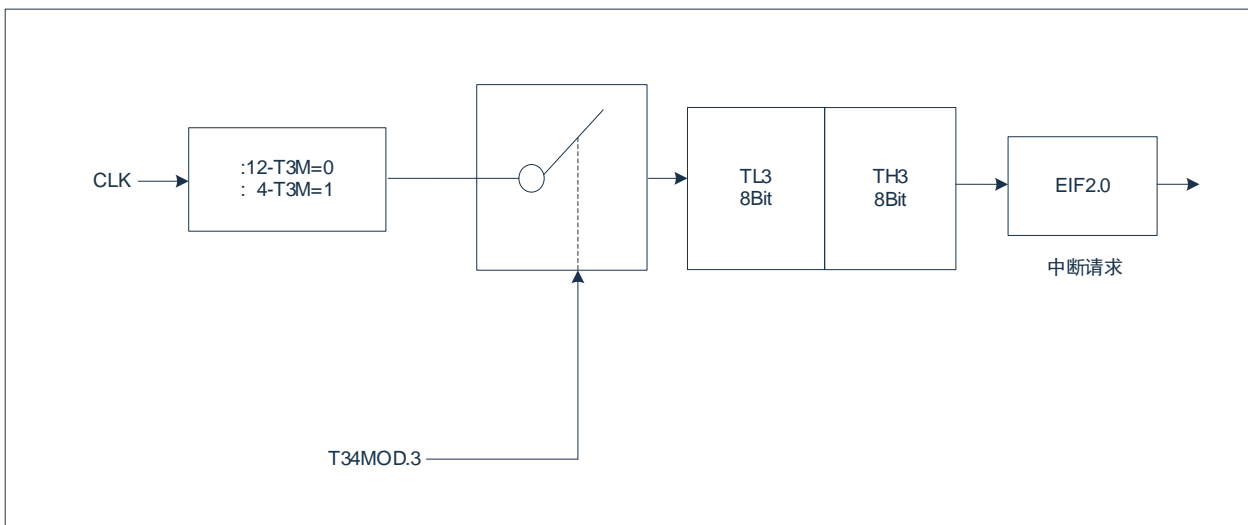 CLK
:12-T3M=0
: 4-T3M=1
TL3
8Bit
TH3
8Bit
EIF2.0
中断请求
T34MOD.3